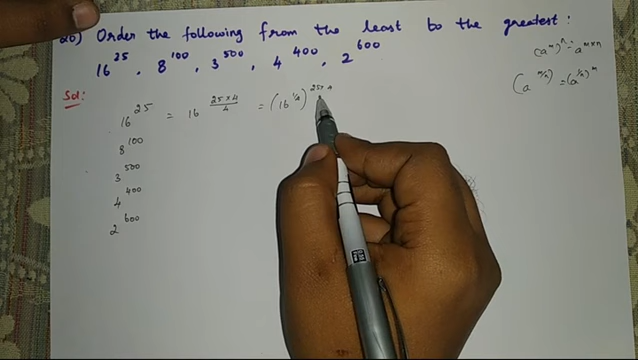 20) Order the following from the least to the greatest :
16^25 , 8^100 , 3^500 , 4^400 , 2^600
(a^m)^n = a^m×n
(a^m/n) = (a^1/n)^m
Sol:
16^25 = 16^(25×4/4) = (16^1/4)^25×4
8^100
3^500
4^400
2^600